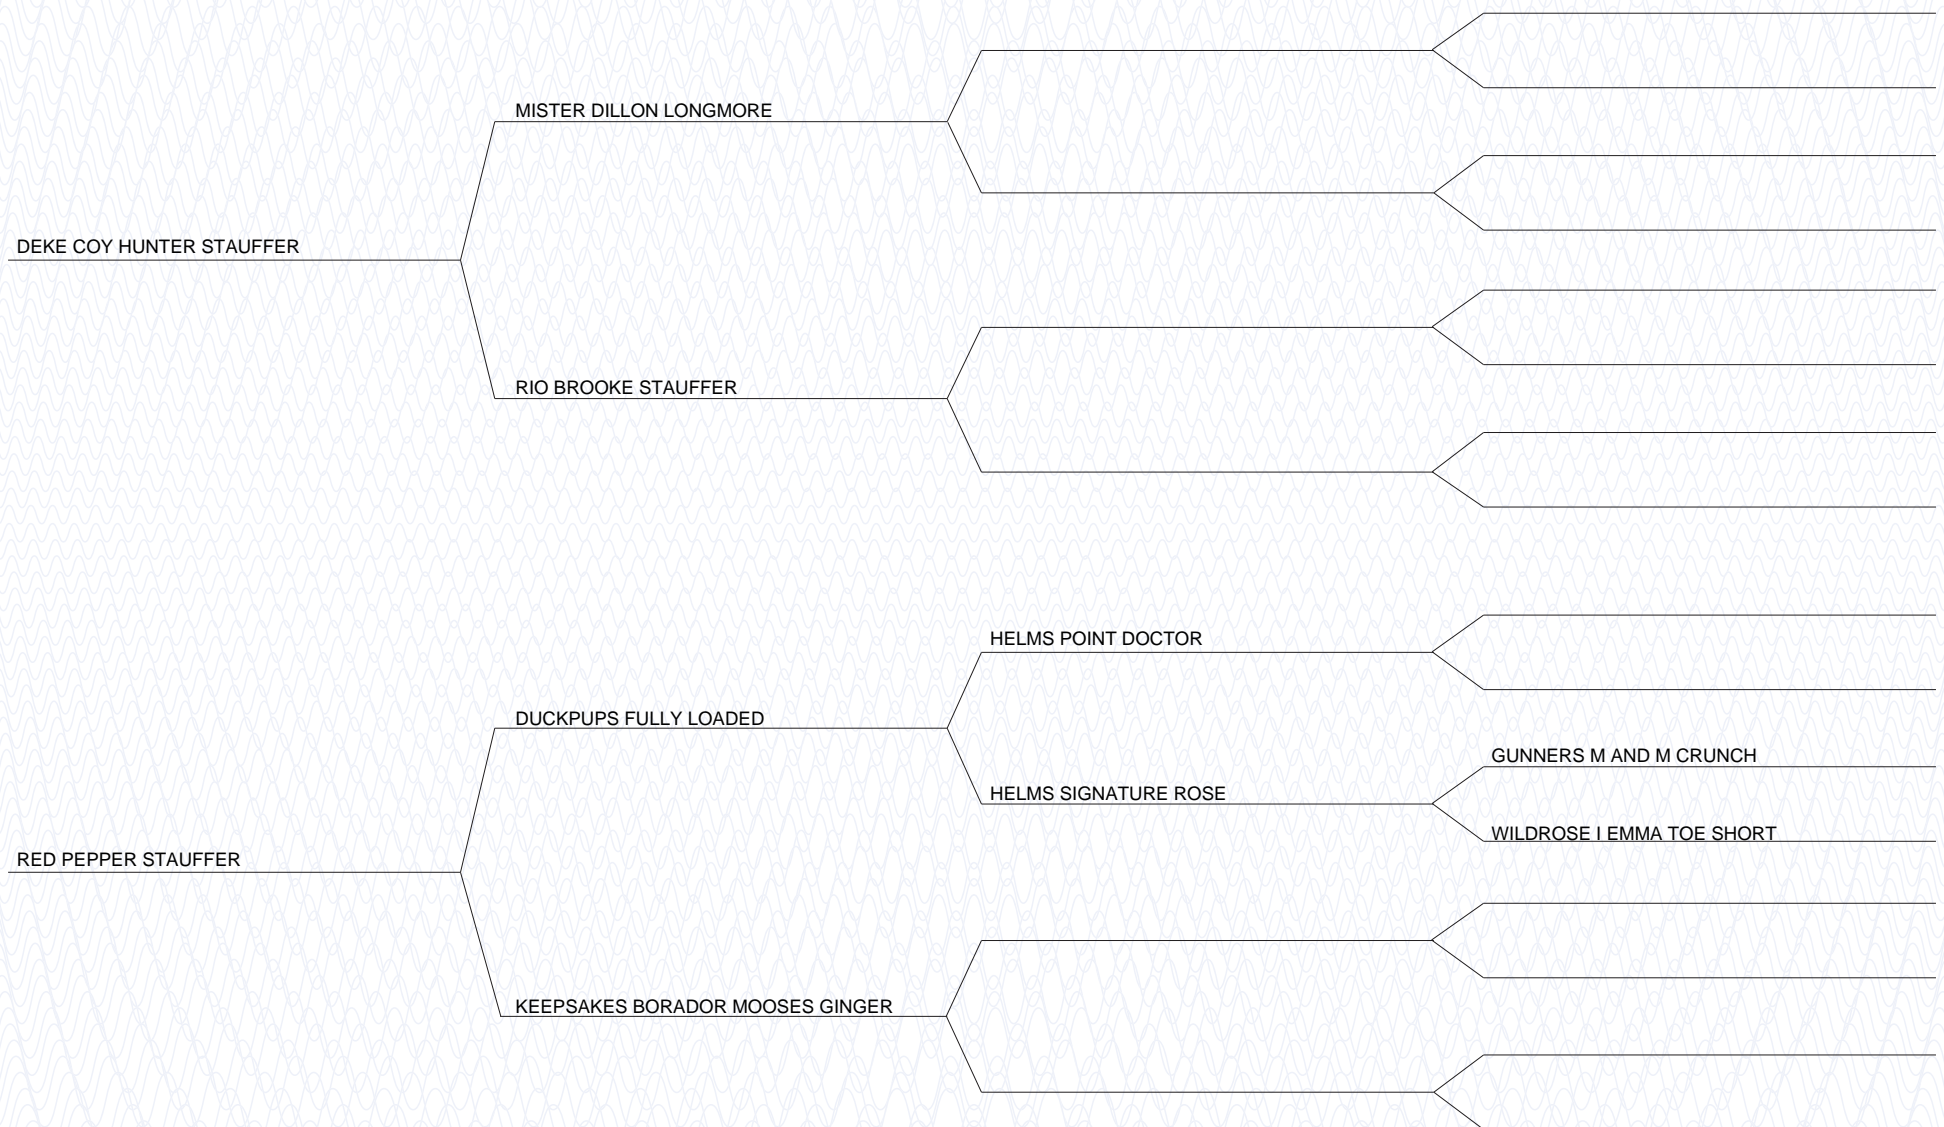 MISTER DILLON LONGMORE
DEKE COY HUNTER STAUFFER
RIO BROOKE STAUFFER
HELMS POINT DOCTOR
DUCKPUPS FULLY LOADED
GUNNERS M AND M CRUNCH
HELMS SIGNATURE ROSE
WILDROSE I EMMA TOE SHORT
RED PEPPER STAUFFER
KEEPSAKES BORADOR MOOSES GINGER